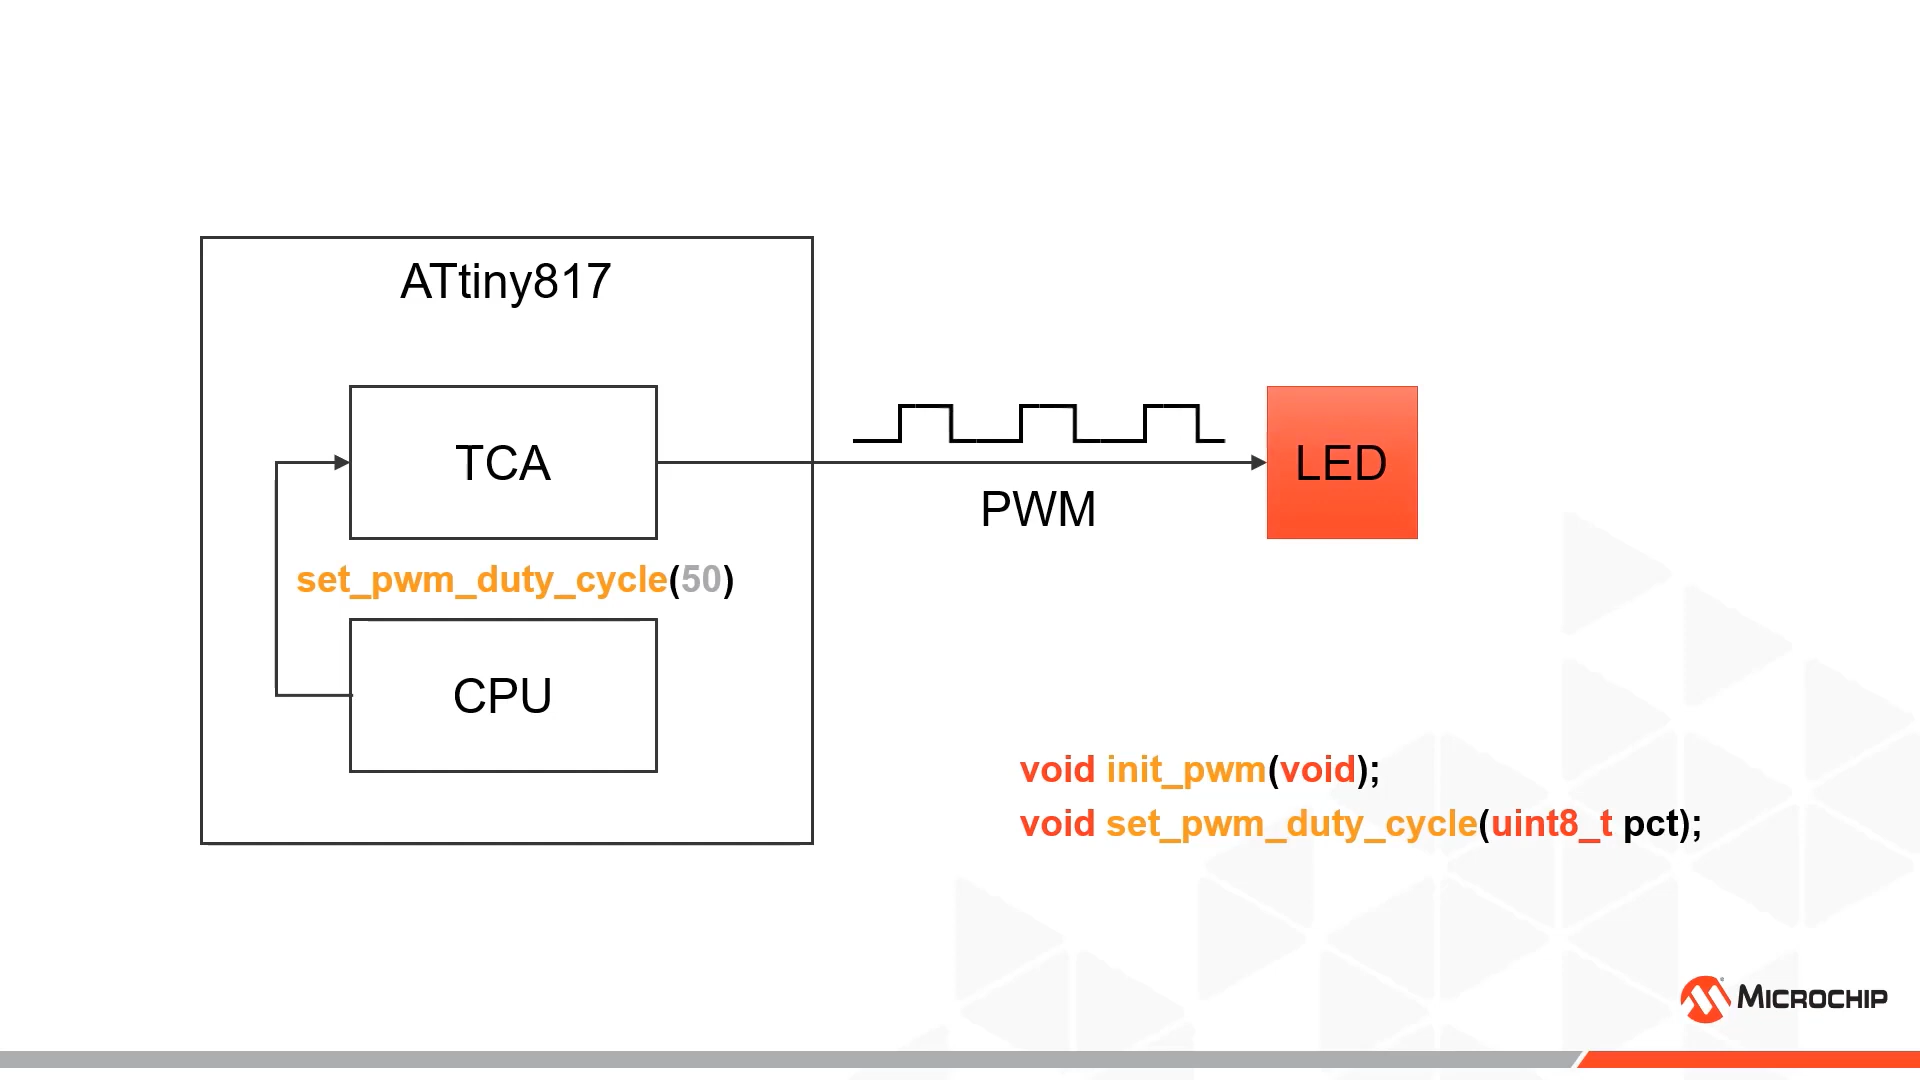 ATtiny817
TCA
LED
PWM
set_pwm_duty_cycle(50)
CPU
void init_pwm(void);
void set_pwm_duty_cycle(uint8_t pct);
MICROCHIP